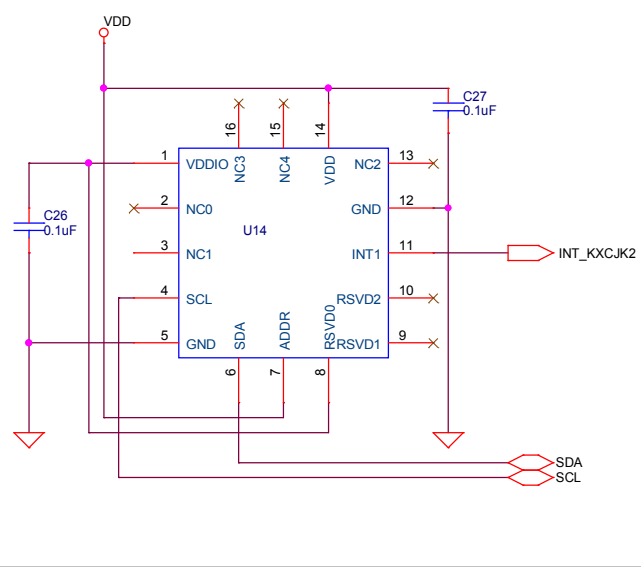 VDD
C27
0.1uF
16
15
14
NC3
NC4
VDD
1
VDDIO
NC2
13
2
NC0
GND
12
C26
0.1uF
U14
3
NC1
INT1
11
INT_KXCJK2
4
SCL
RSVD2
10
5
GND
SDA
ADDR
RSVD0
RSVD1
9
6
7
8
SDA
SCL